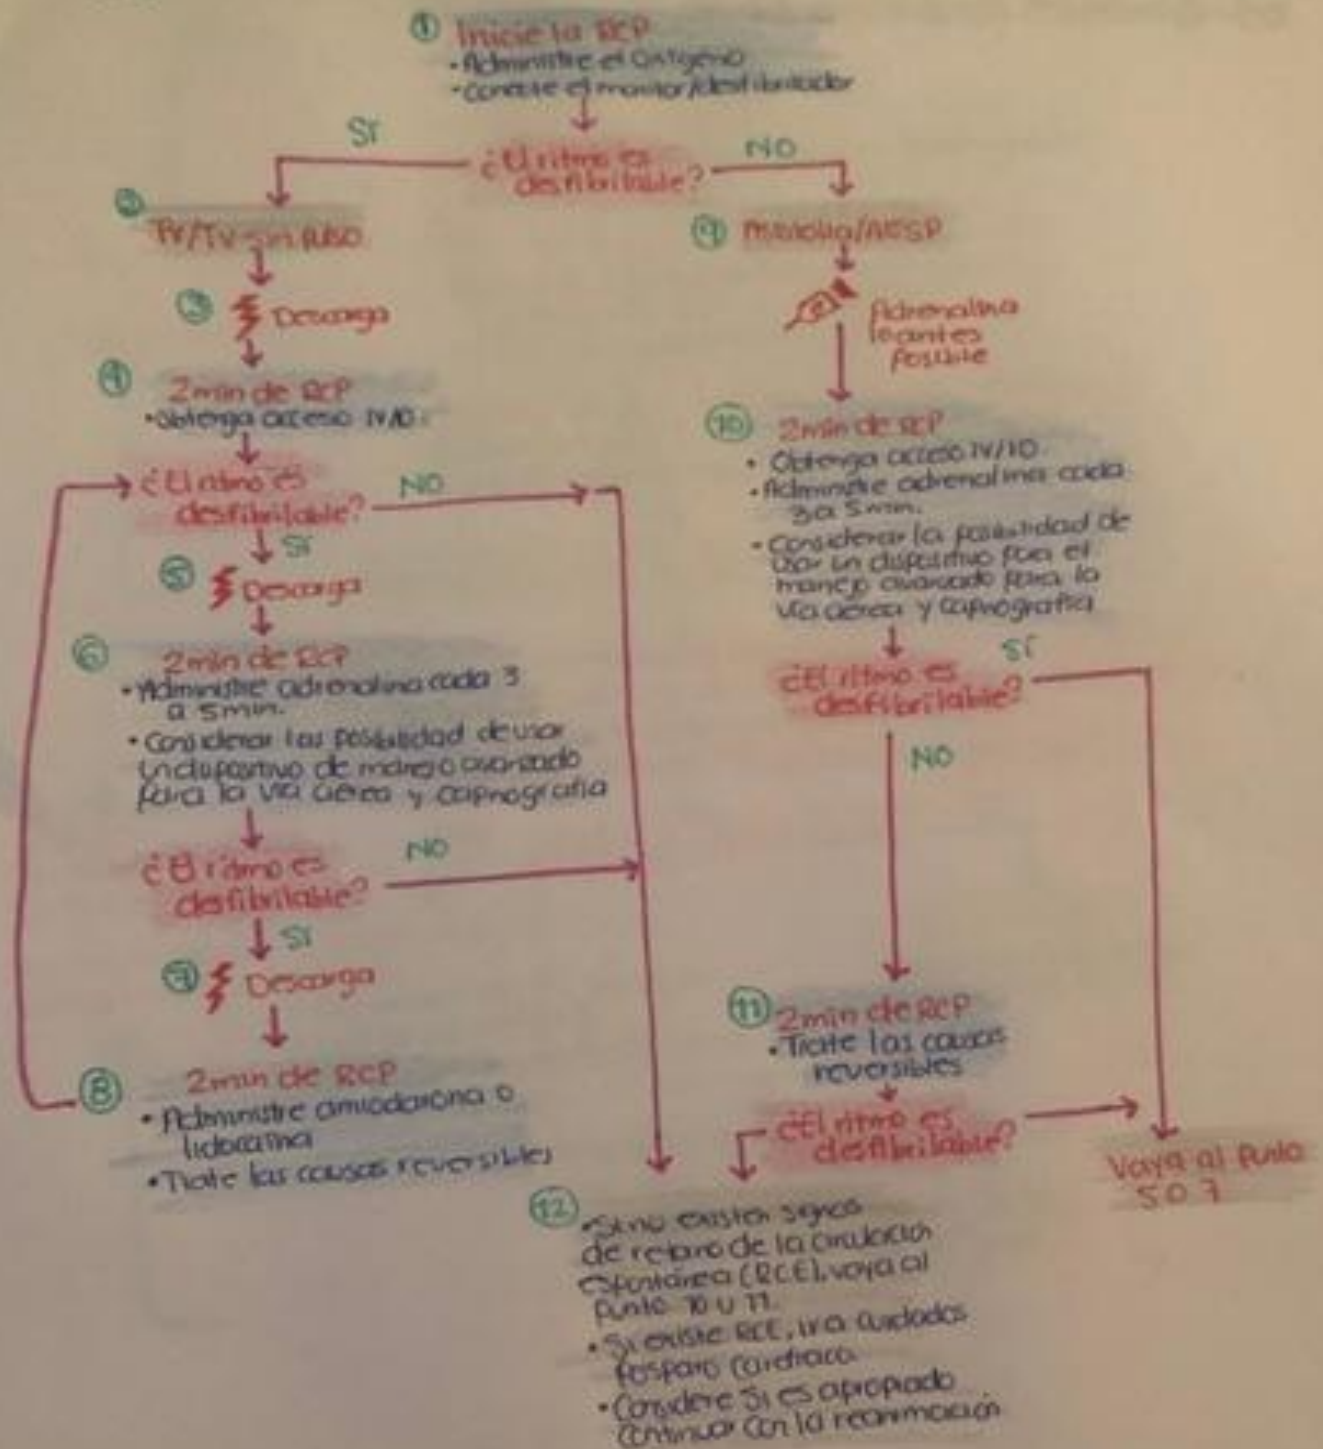 1 Inicie la RCP
• Administre el oxígeno
• Conecte el monitor/desfibrilador
¿El ritmo es
desfibrilable?
SÍ
NO
2
FV/TV sin pulso
3 Descarga
4 2min de RCP
• Obtenga acceso IV/IO.
¿El ritmo es
desfibrilable?
NO
SÍ
5 Descarga
6 2min de RCP
• Administre adrenalina cada 3
a 5min.
• Considerar las posibilidad de usar
un dispositivo de manejo avanzado
para la vía aérea y capnografía
¿El ritmo es
desfibrilable?
NO
SÍ
7 Descarga
8 2min de RCP
• Administre amiodarona o
lidocaína
• Trate las causas reversibles
9 Asistolia/AESP
Adrenalina
lo antes
posible
10 2min de RCP
• Obtenga acceso IV/IO.
• Administre adrenalina cada
3a 5min.
• Considerar la posibilidad de
usar un dispositivo para el
manejo avanzado para la
vía aérea y capnografía
¿El ritmo es
desfibrilable?
SÍ
NO
11 2min de RCP
• Trate las causas
reversibles
¿El ritmo es
desfibrilable?
Vaya al punto
5 o 7
12 • Si no existen signos
de retorno de la circulación
espontánea (RCE), vaya al
punto 10 u 11.
• Si existe RCE, ir a cuidados
posparo cardíaco
• Considere si es apropiado
continuar con la reanimación